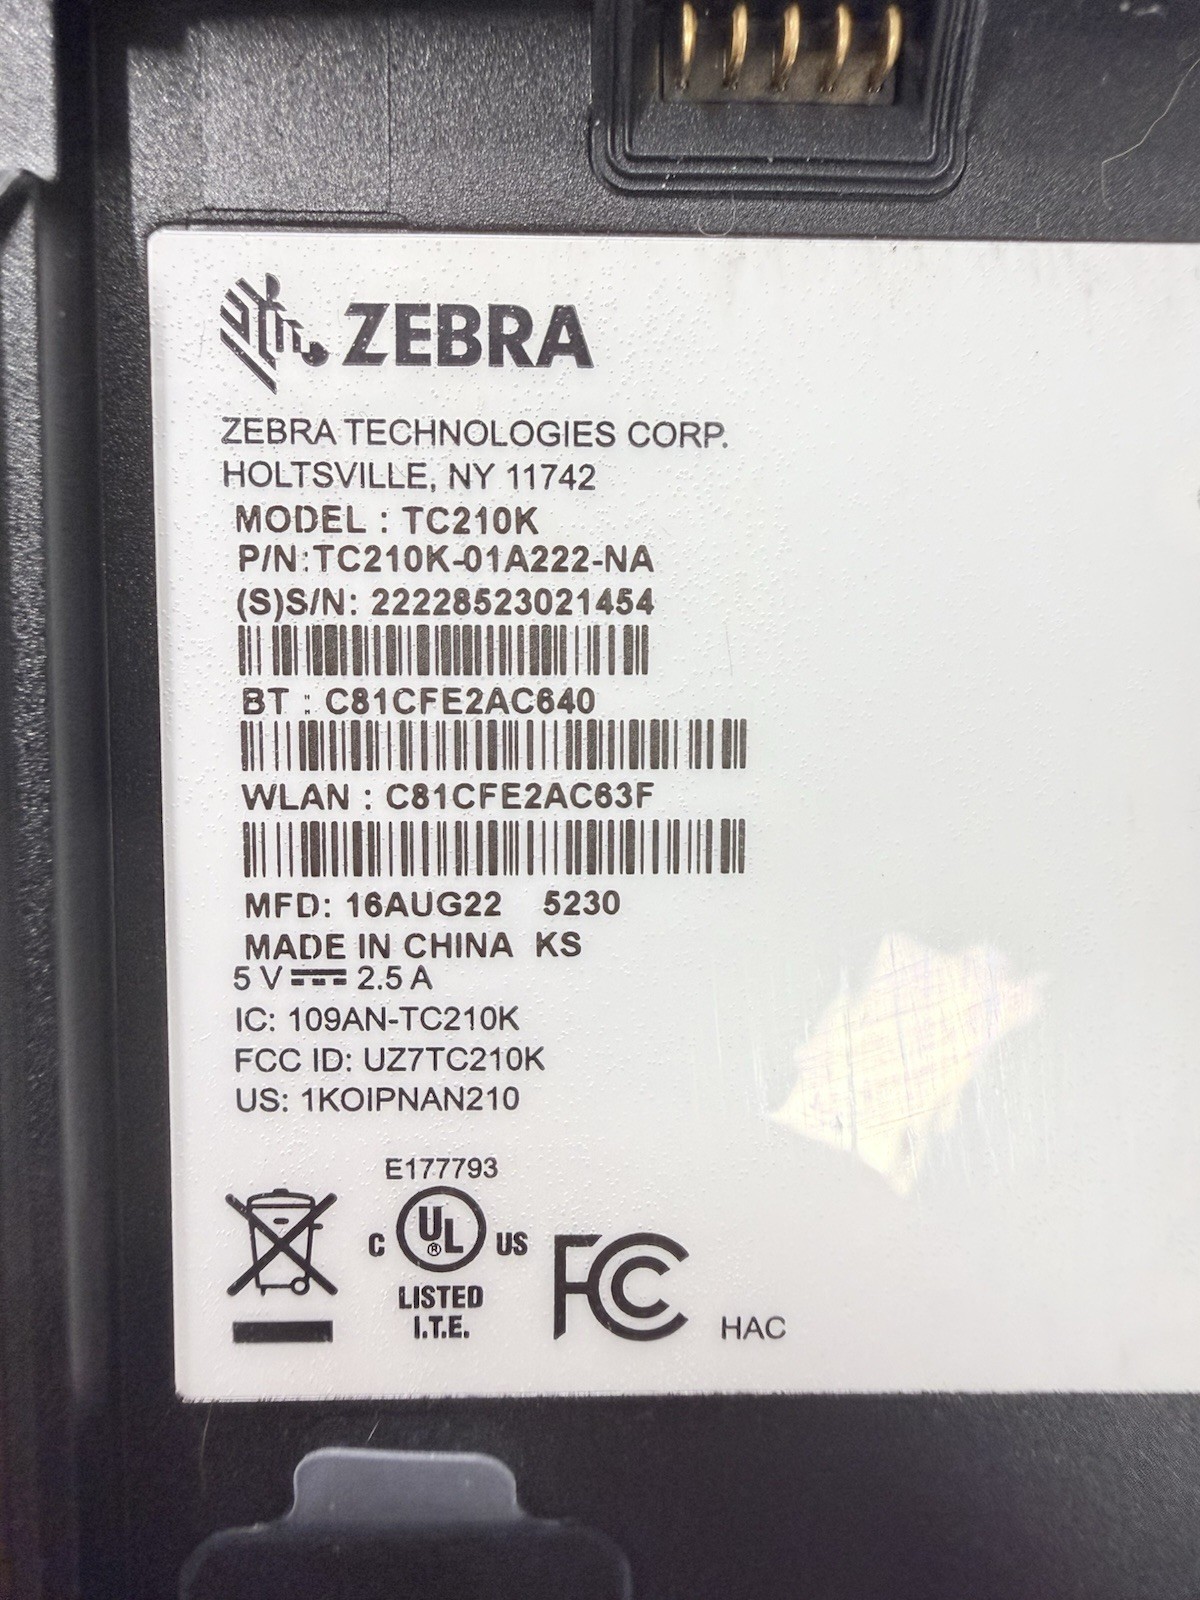 ZEBRA
ZEBRA TECHNOLOGIES CORP.
HOLTSVILLE, NY 11742
MODEL : TC210K
P/N:TC210K-01A222-NA
(S)S/N: 22228523021454
BT : C81CFE2AC640
WLAN : C81CFE2AC63F
MFD: 16AUG22 5230
MADE IN CHINA KS
5 V ⎓ 2.5 A
IC: 109AN-TC210K
FCC ID: UZ7TC210K
US: 1KOIPNAN210
E177793
C UL® US
LISTED
I.T.E.
FC
HAC